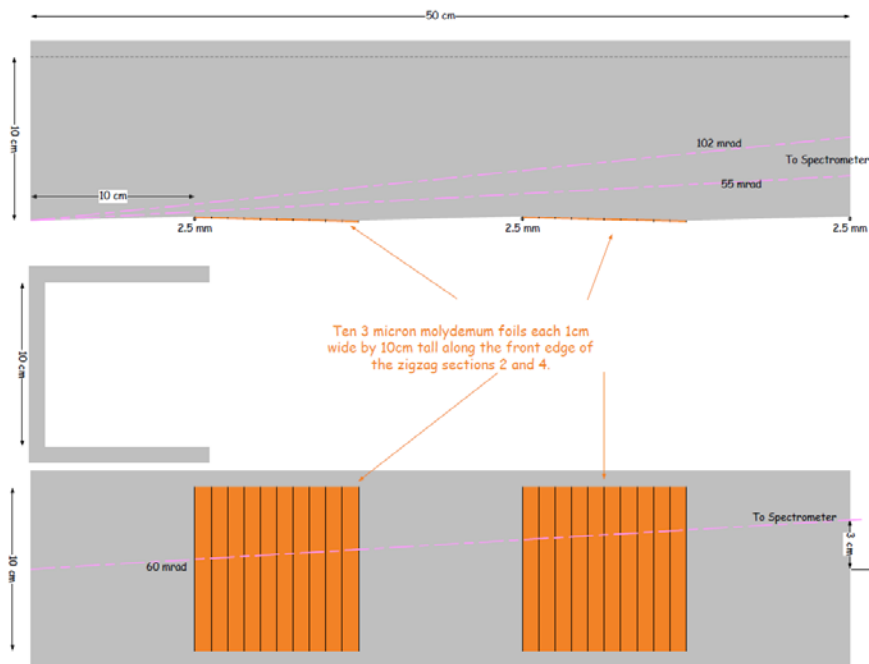 50 cm
10 cm
102 mrad
To Spectrometer
55 mrad
10 cm
2.5 mm
2.5 mm
2.5 mm
10 cm
Ten 3 micron molydemum foils each 1cm
wide by 10cm tall along the front edge of
the zigzag sections 2 and 4.
To Spectrometer
3 cm
60 mrad
10 cm